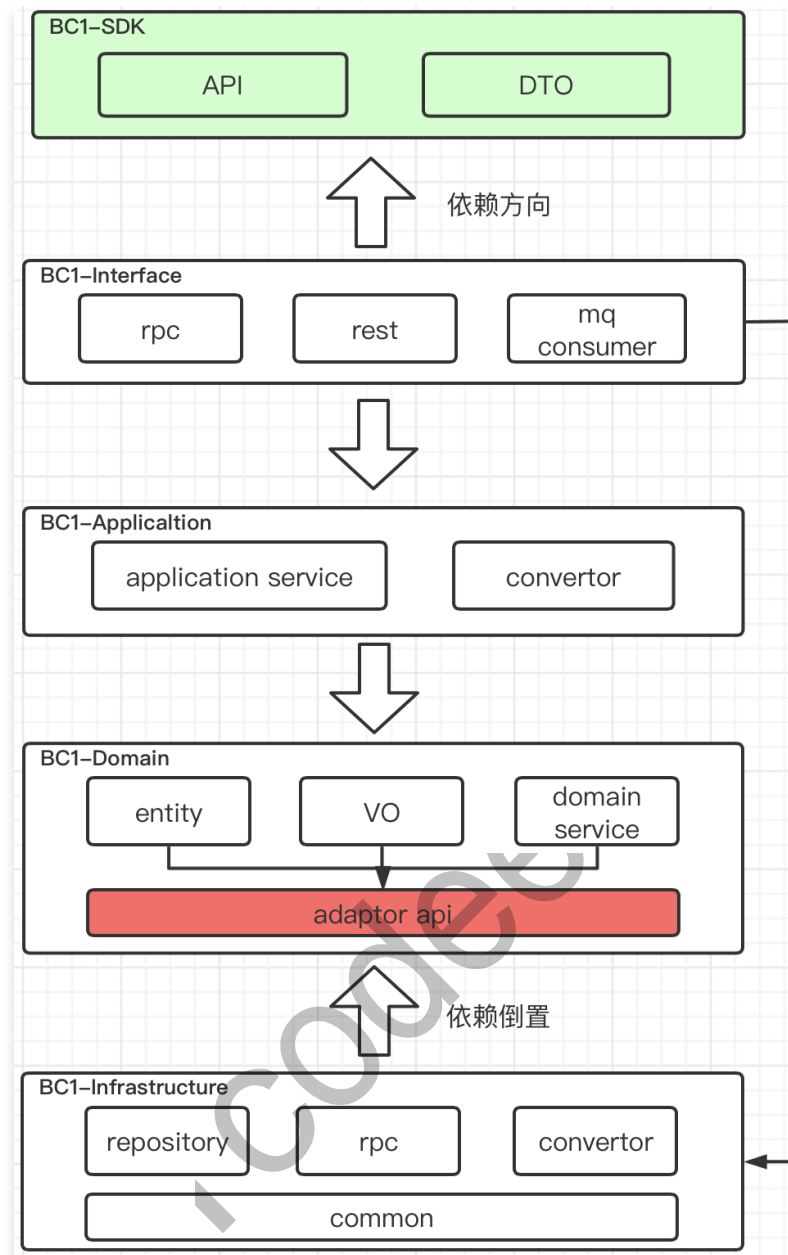 BC1-SDK
API
DTO
依赖方向
BC1-Interface
rpc
rest
mq
consumer
BC1-Applicaltion
application service
convertor
BC1-Domain
entity
VO
domain
service
adaptor api
依赖倒置
BC1-Infrastructure
repository
rpc
convertor
common